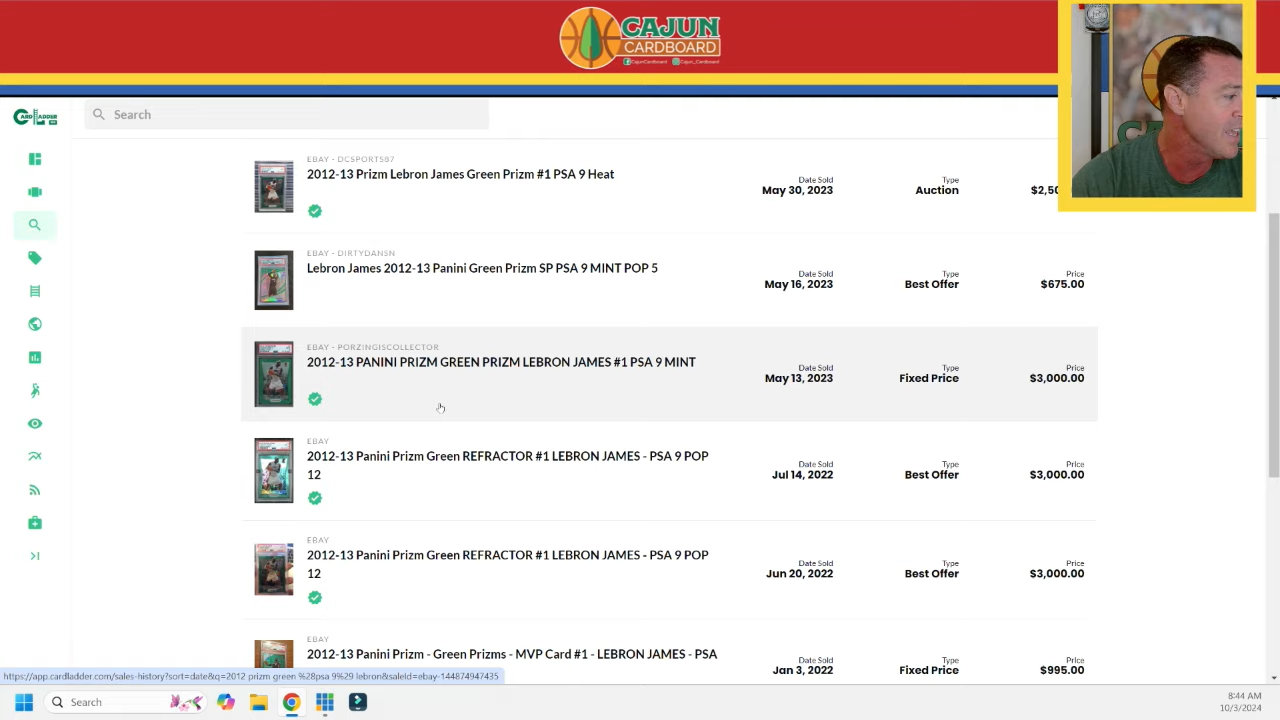 CAJUN
CARDBOARD
CajunCardboard Cajun_Cardboard
CARD LADDER
Search
EBAY - DCSPORTS87
2012-13 Prizm Lebron James Green Prizm #1 PSA 9 Heat
Date Sold
May 30, 2023
Type
Auction
$2,50
EBAY - DIRTYDANSN
Lebron James 2012-13 Panini Green Prizm SP PSA 9 MINT POP 5
Date Sold
May 16, 2023
Type
Best Offer
Price
$675.00
EBAY - PORZINGISCOLLECTOR
2012-13 PANINI PRIZM GREEN PRIZM LEBRON JAMES #1 PSA 9 MINT
Date Sold
May 13, 2023
Type
Fixed Price
Price
$3,000.00
EBAY
2012-13 Panini Prizm Green REFRACTOR #1 LEBRON JAMES - PSA 9 POP
12
Date Sold
Jul 14, 2022
Type
Best Offer
Price
$3,000.00
EBAY
2012-13 Panini Prizm Green REFRACTOR #1 LEBRON JAMES - PSA 9 POP
12
Date Sold
Jun 20, 2022
Type
Best Offer
Price
$3,000.00
EBAY
2012-13 Panini Prizm - Green Prizms - MVP Card #1 - LEBRON JAMES - PSA
Date Sold
Jan 3, 2022
Type
Fixed Price
Price
$995.00
https://app.cardladder.com/sales-history?sort=date&q=2012 prizm green %28psa 9%29 lebron&saleId=ebay-144874947435
Search
8:44 AM
10/3/2024